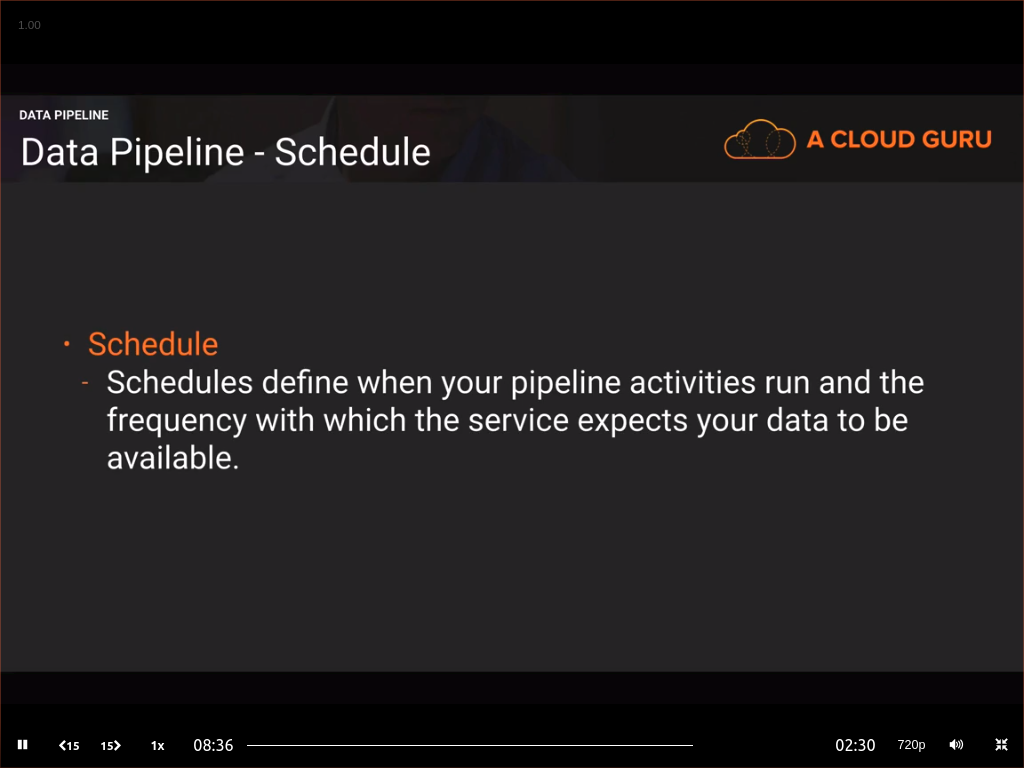 1.00
DATA PIPELINE
Data Pipeline - Schedule
A CLOUD GURU
• Schedule
- Schedules define when your pipeline activities run and the
frequency with which the service expects your data to be
available.
15 15 1x 08:36 02:30 720p